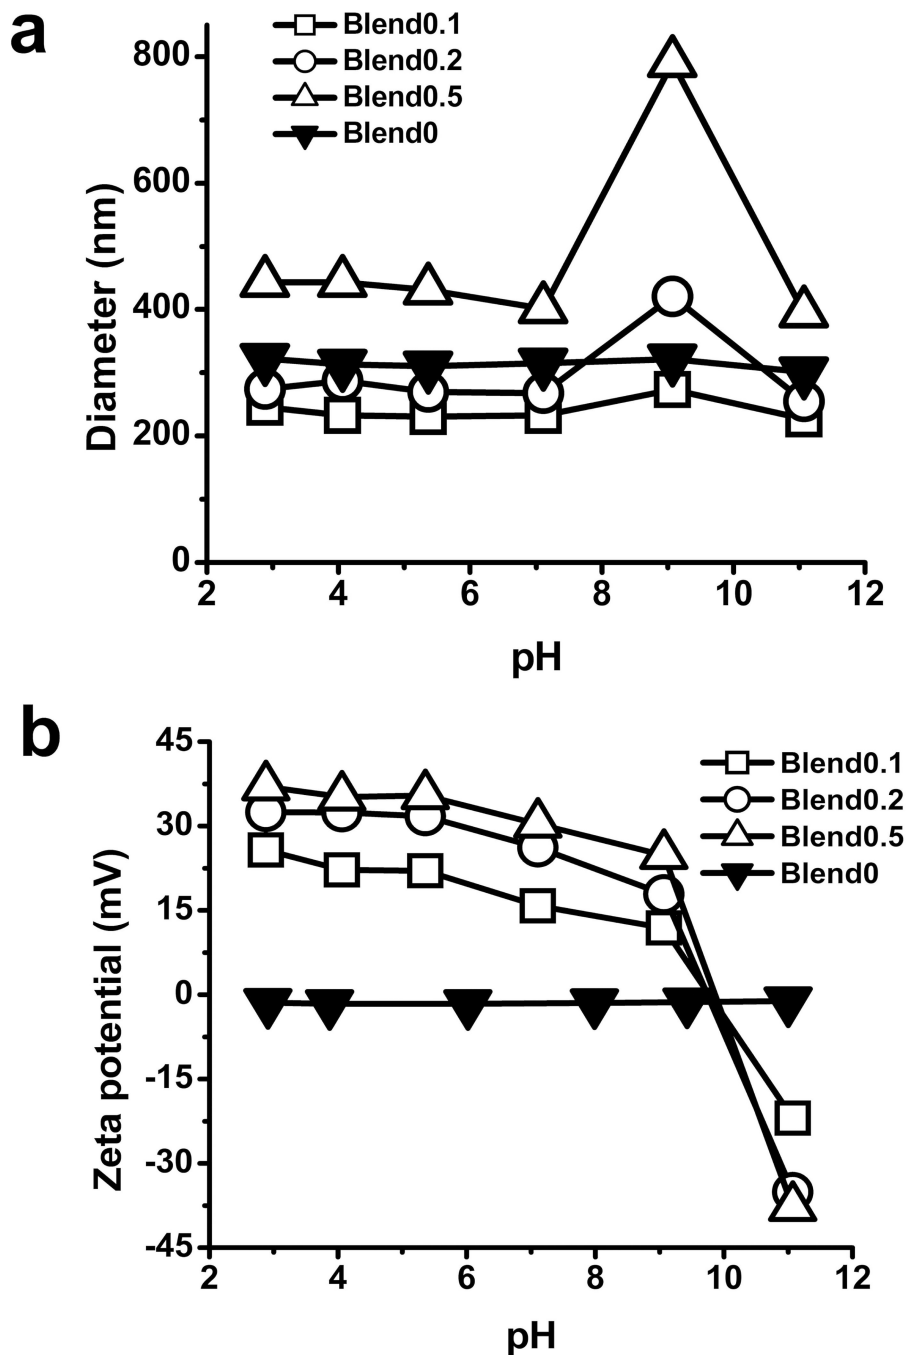 a
Blend0.1
Blend0.2
Blend0.5
Blend0
800
600
400
200
0
Diameter (nm)
2 4 6 8 10 12
pH
b
Blend0.1
Blend0.2
Blend0.5
Blend0
45
30
15
0
-15
-30
-45
Zeta potential (mV)
2 4 6 8 10 12
pH